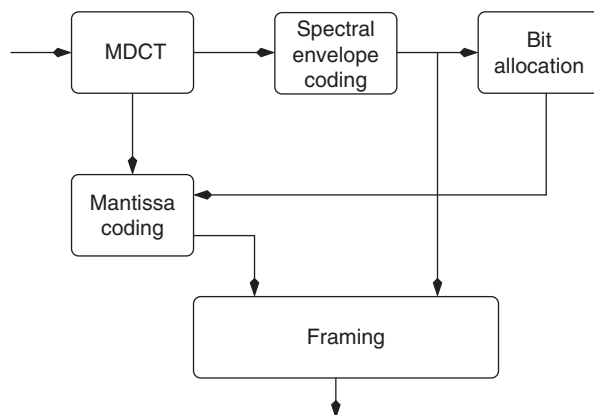 MDCT
Spectral
envelope
coding
Bit
allocation
Mantissa
coding
Framing